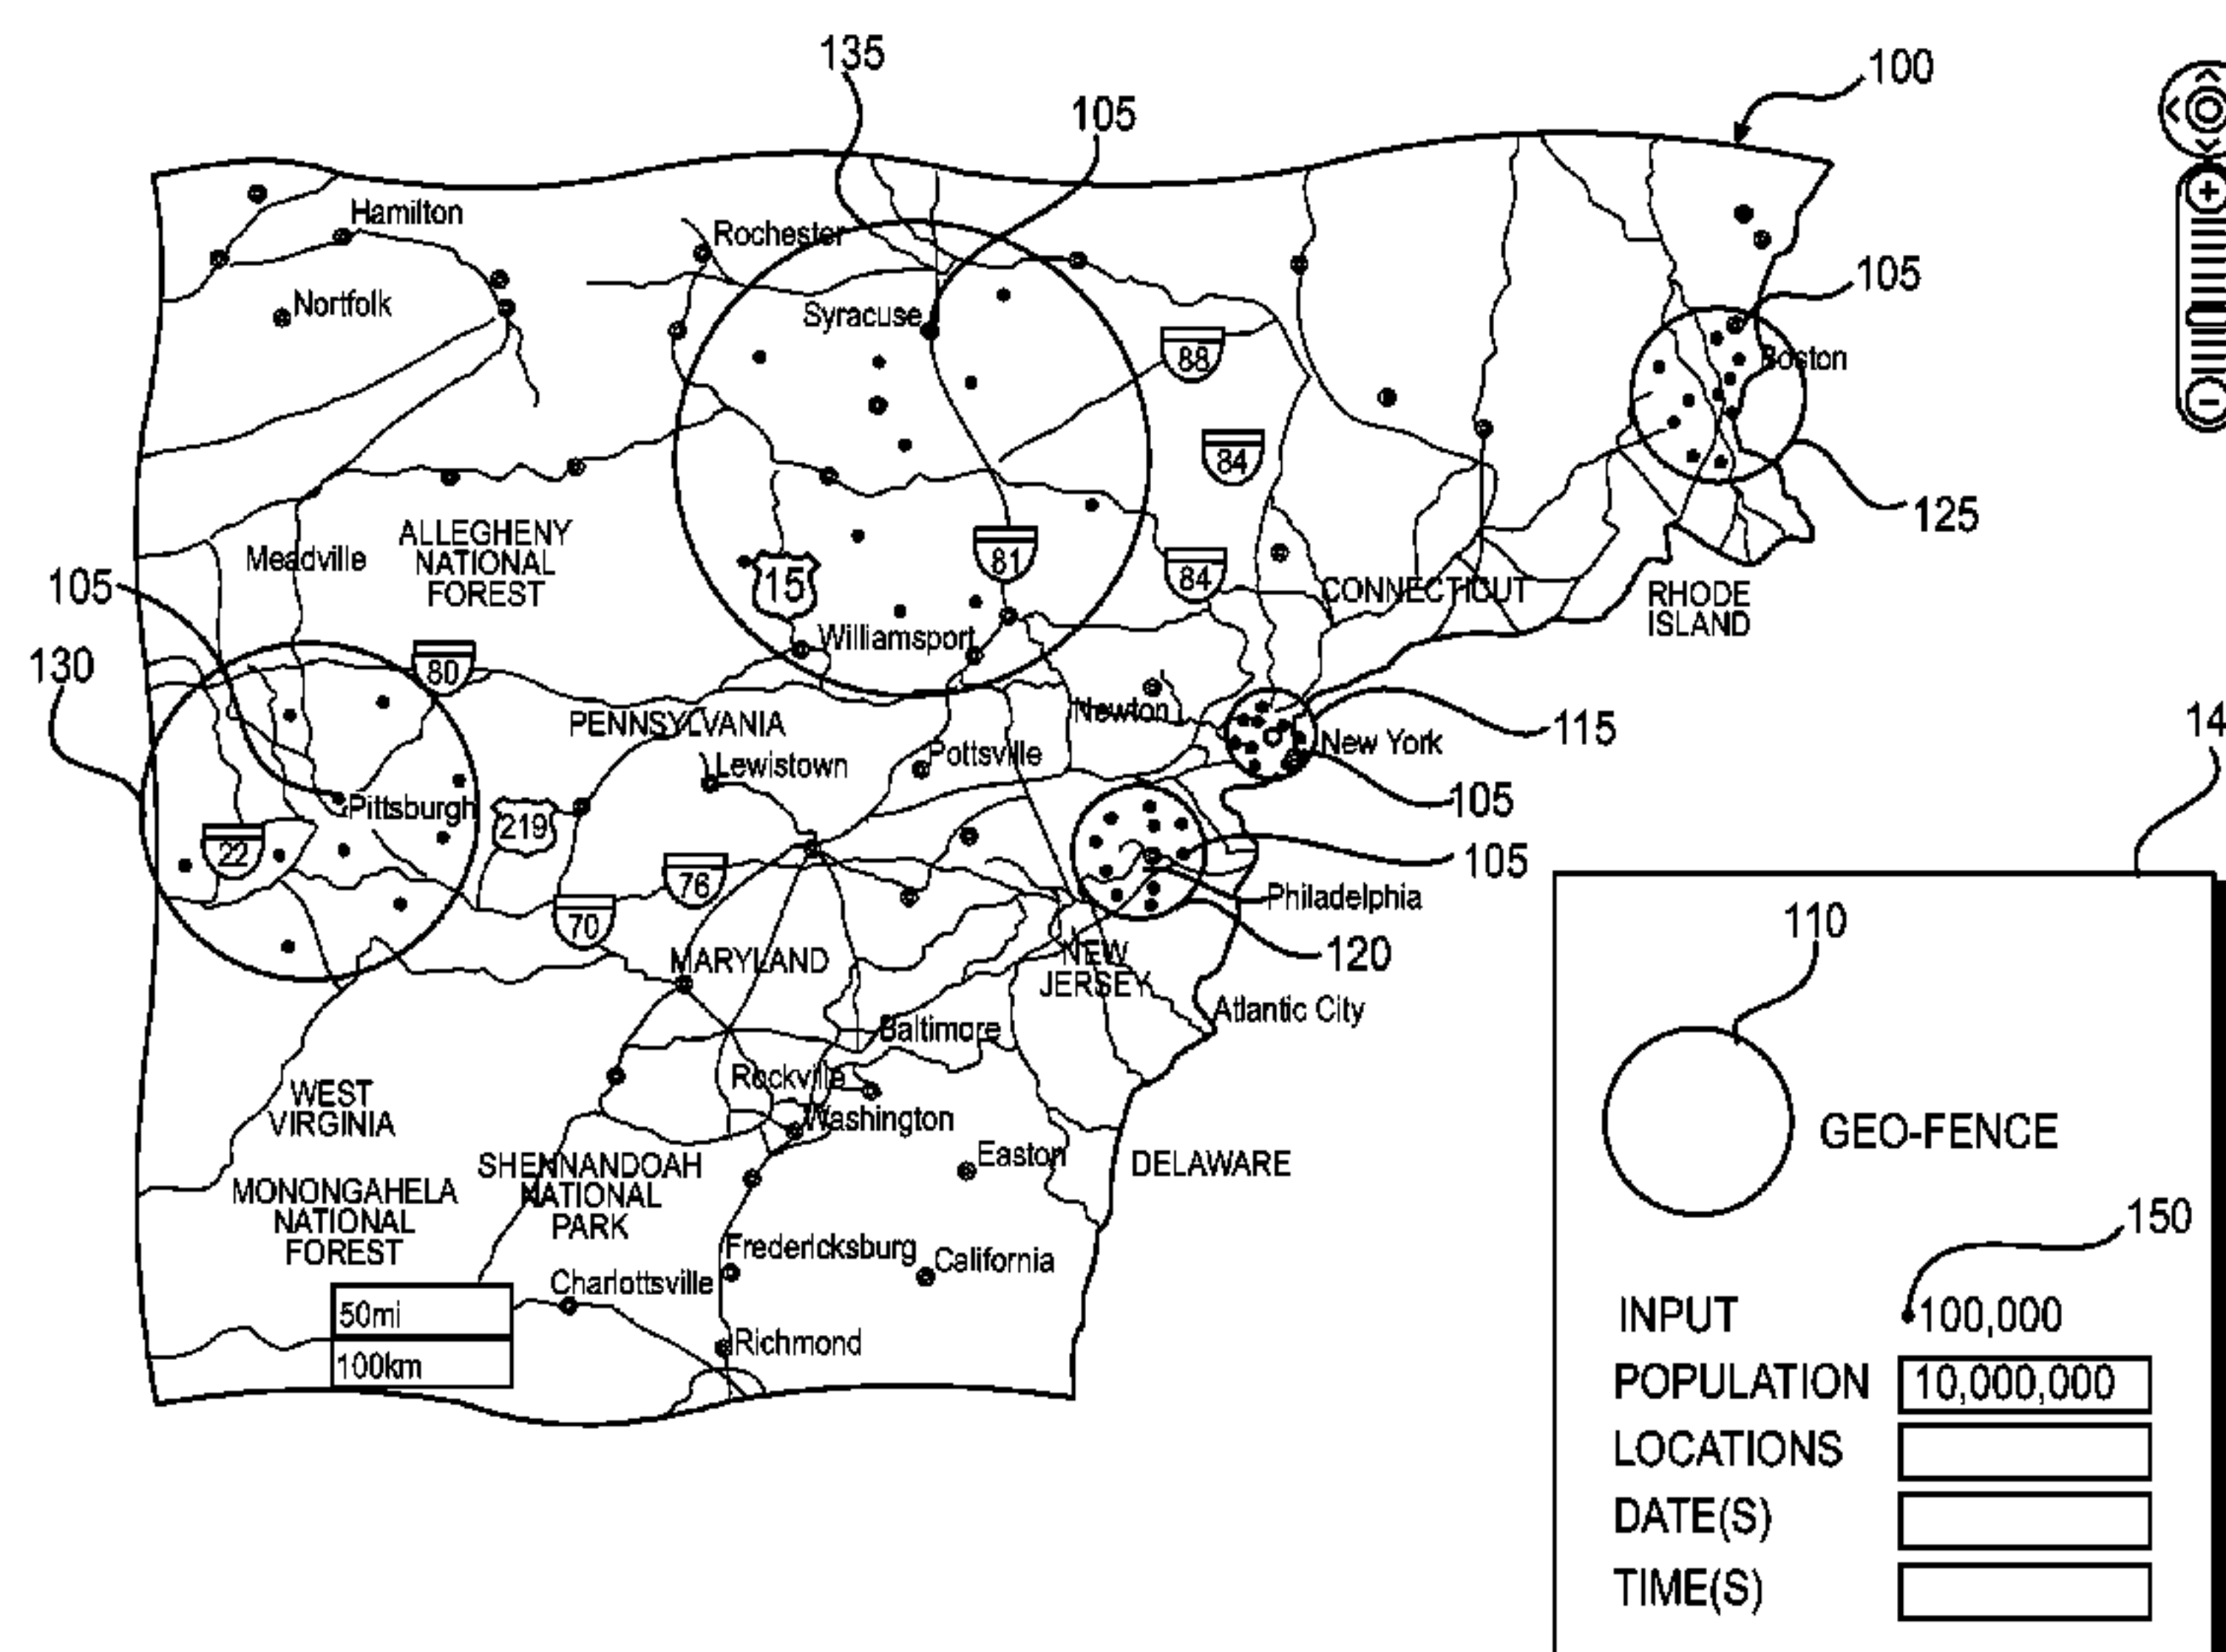 135
100
105
Hamilton
Rochester
105
Nortfolk
Syracuse
88
Boston
84
125
ALLEGHENY
NATIONAL
FOREST
Meadville
81
15
84
CONNECTICUT
RHODE
ISLAND
105
Williamsport
130
80
PENNSYLVANIA
Newton
115
New York
14
Lewistown
Pottsville
Pittsburgh
105
219
22
105
76
Philadelphia
70
110
MARYLAND
NEW
JERSEY
120
Atlantic City
Baltimore
Rockville
WEST
VIRGINIA
Washington
GEO-FENCE
SHENNANDOAH
NATIONAL
PARK
Easton
DELAWARE
MONONGAHELA
NATIONAL
FOREST
150
Fredericksburg
California
Charlottsville
50mi
100km
Richmond
INPUT 100,000
POPULATION 10,000,000
LOCATIONS
DATE(S)
TIME(S)